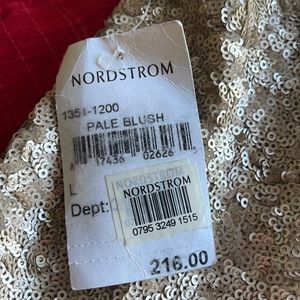 NORDSTROM
1351-1200
PALE BLUSH
17436 02626
L
NORDSTROM
Dept:
0795 3249 1515
216.00